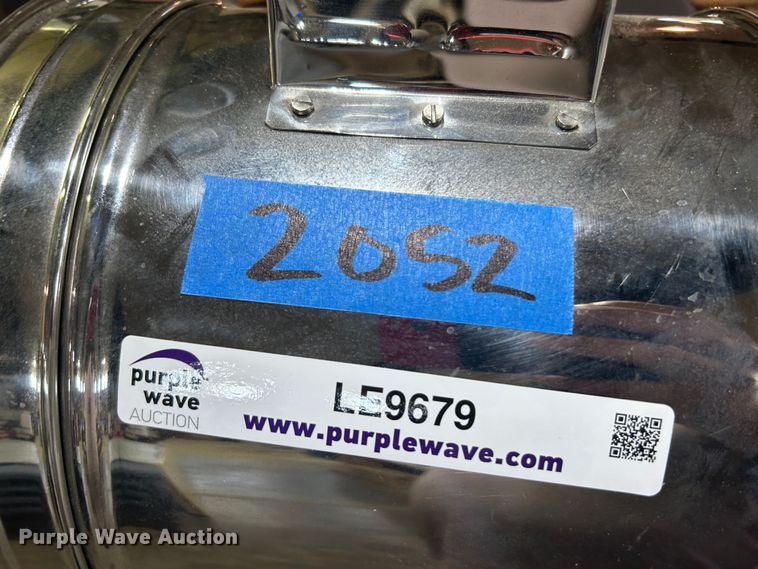 2052
purple
wave
AUCTION
LE9679
www.purplewave.com
Purple Wave Auction